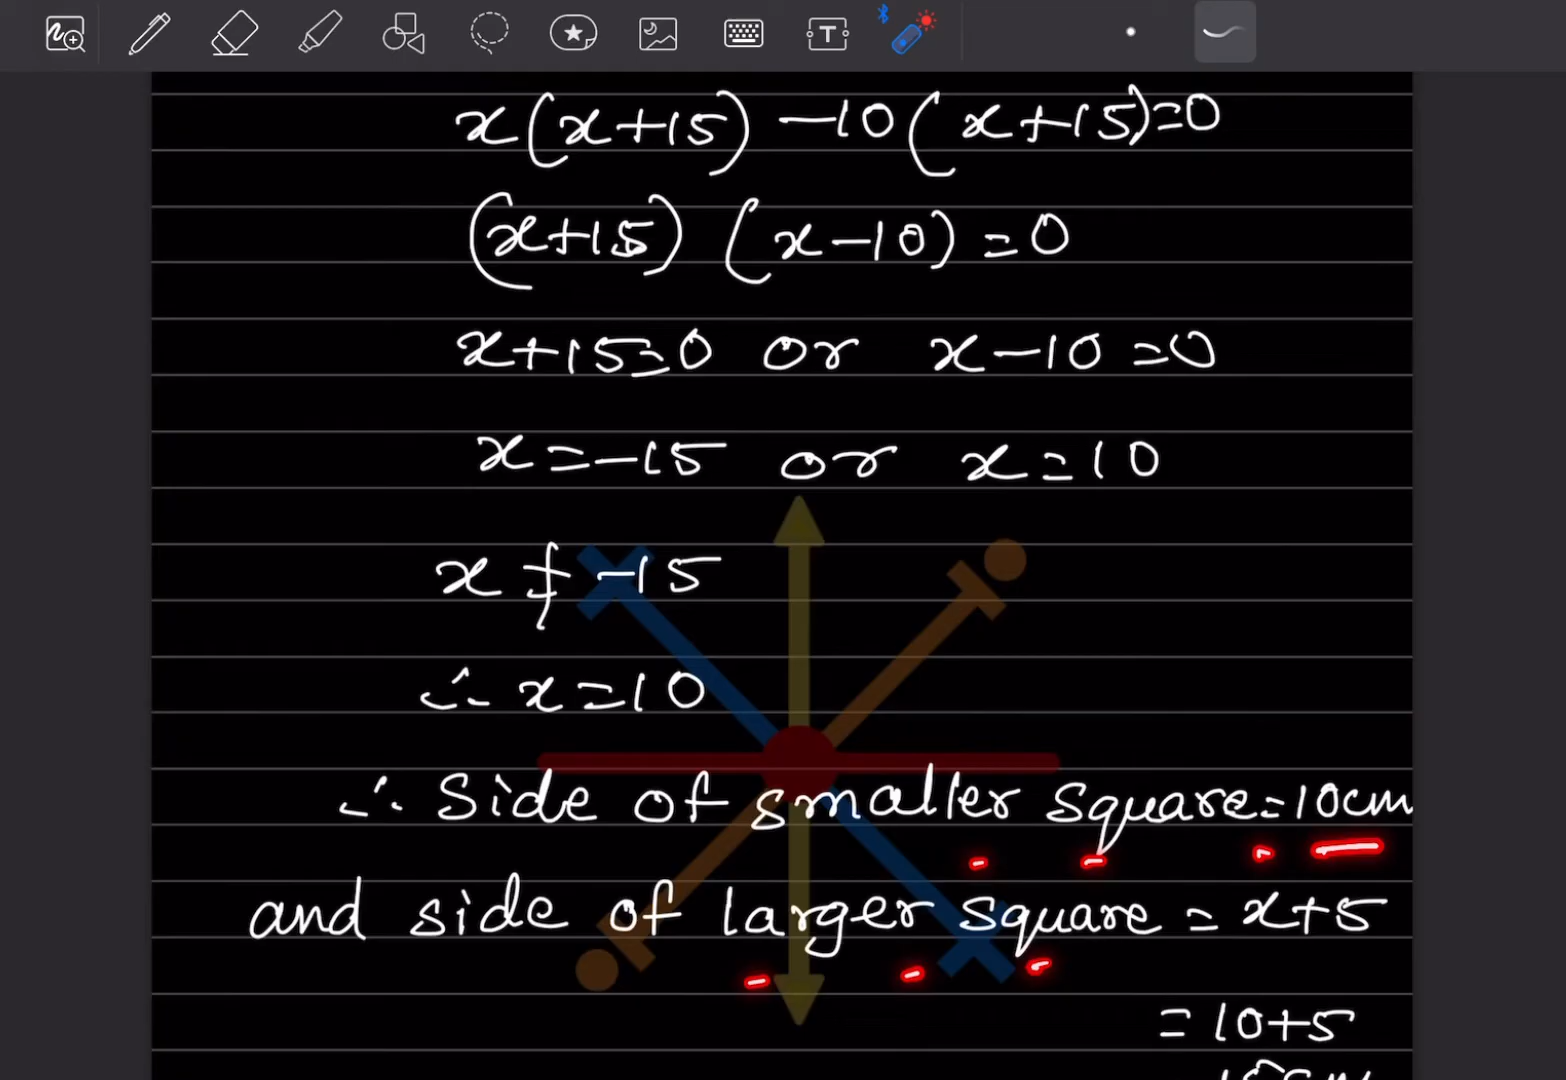 x(x+15) -10(x+15)=0
(x+15) (x-10) = 0
x+15=0 or x-10=0
x=-15 or x=10
x ≠ -15
∴ x=10
∴ Side of smaller square=10cm
and side of larger square = x+5
= 10+5